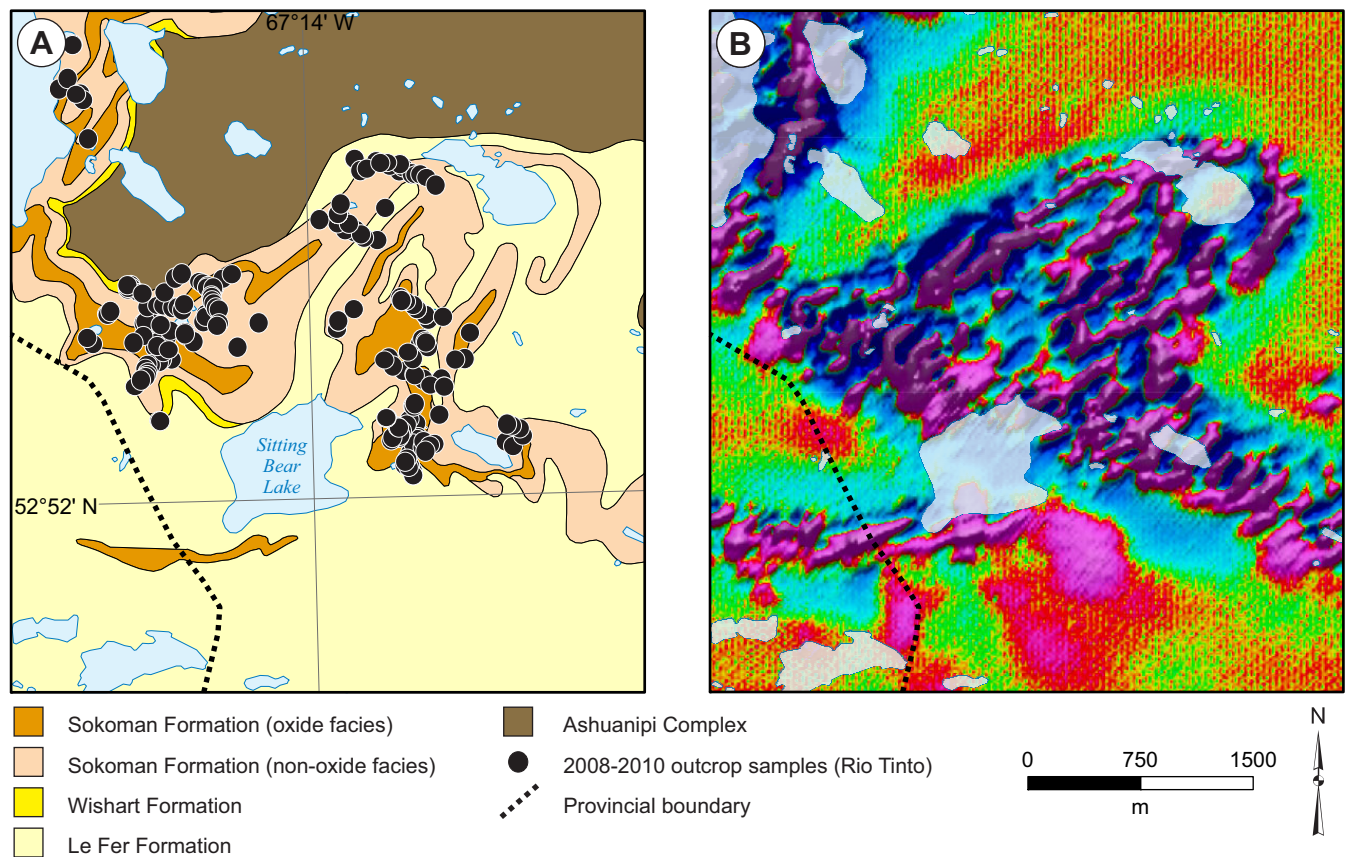 A
67°14' W
B
Sitting
Bear
Lake
52°52' N
Sokoman Formation (oxide facies)
Sokoman Formation (non-oxide facies)
Wishart Formation
Le Fer Formation
Ashuanipi Complex
2008-2010 outcrop samples (Rio Tinto)
Provincial boundary
0 750 1500
m
N